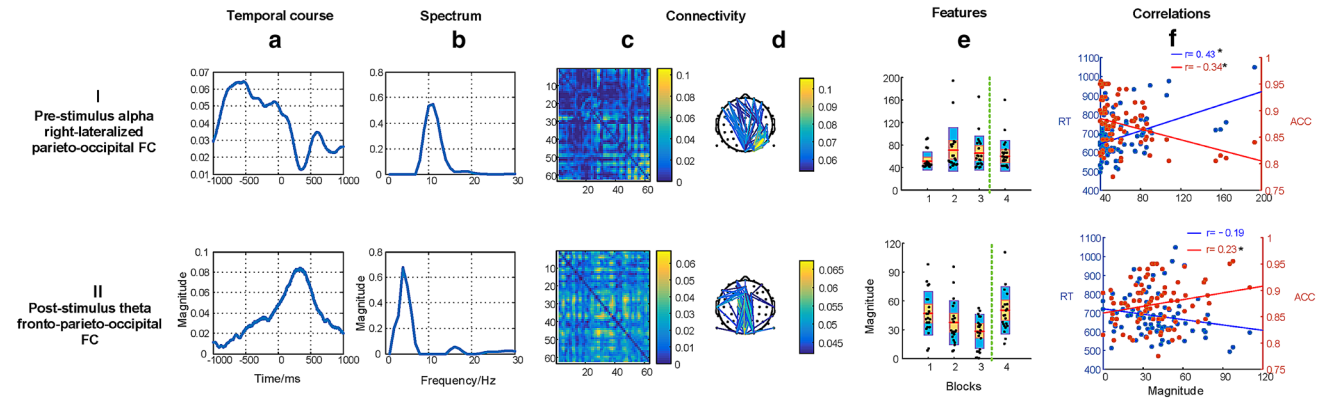 Temporal course
Spectrum
Connectivity
Features
Correlations
a
b
c
d
e
f
I
Pre-stimulus alpha
right-lateralized
parieto-occipital FC
0.07
0.06
0.05
0.04
0.03
0.02
0.01
-1000 -500 0 500 1000
0.8
0.6
0.4
0.2
0
0 10 20 30
10
20
30
40
50
60
20 40 60
0.1
0.08
0.06
0.04
0.02
0
0.1
0.09
0.08
0.07
0.06
200
160
120
80
40
0
1 2 3 4
r= 0.43 *
r= −0.34*
1100
1000
900
800
700
600
500
400
RT
40 80 120 160 200
1
0.95
0.9
0.85
0.8
0.75
ACC
II
Post-stimulus theta
fronto-parieto-occipital
FC
Magnitude
0.1
0.08
0.06
0.04
0.02
0
-1000 -500 0 500 1000
Time/ms
Magnitude
0.8
0.6
0.4
0.2
0
0 10 20 30
Frequency/Hz
10
20
30
40
50
60
20 40 60
0.06
0.05
0.04
0.03
0.02
0.01
0
0.065
0.06
0.055
0.05
0.045
Magnitude
120
90
60
30
0
1 2 3 4
Blocks
r= −0.19
r= 0.23 *
1100
1000
900
800
700
600
500
400
RT
0 30 60 90 120
Magnitude
1
0.95
0.9
0.85
0.8
0.75
ACC